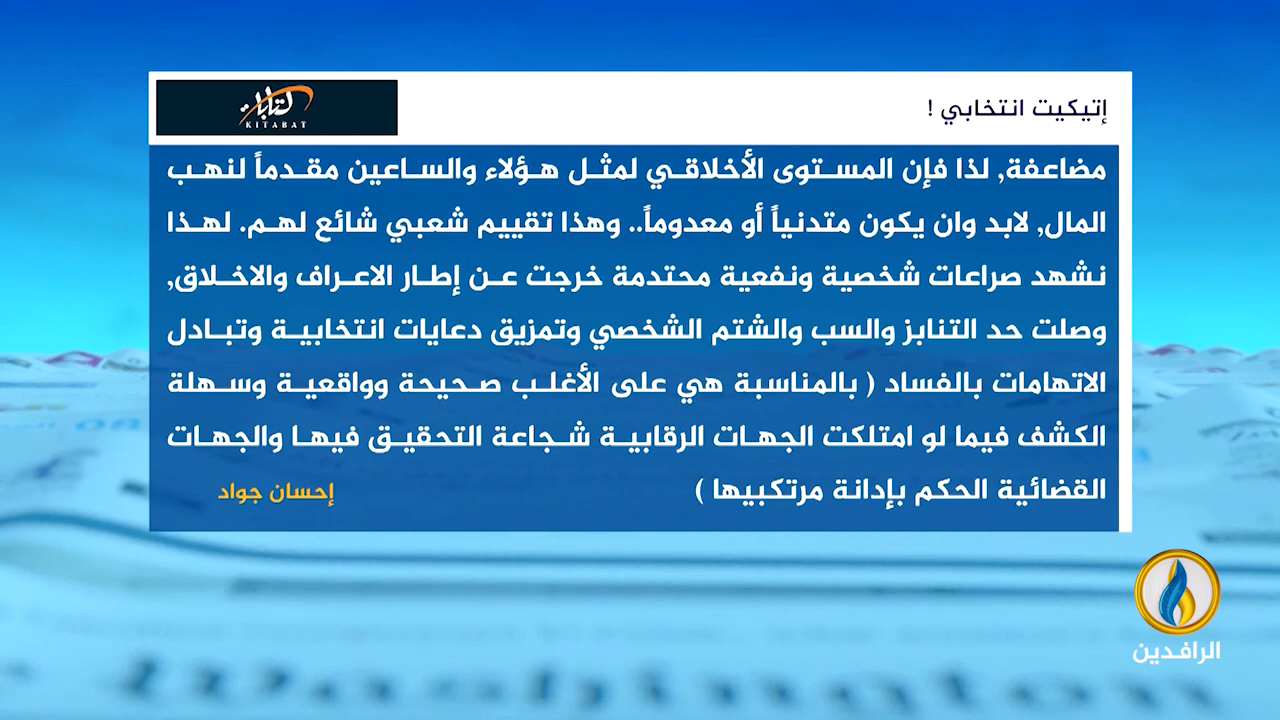 إتيكيت انتخابي !
كتابات
KITABAT
مضاعفة, لذا فإن المستوى الأخلاقي لمثل هؤلاء والساعين مقدماً لنهب
المال, لابد وان يكون متدنياً أو معدوماً.. وهذا تقييم شعبي شائع لهم. لهذا
نشهد صراعات شخصية ونفعية محتدمة خرجت عن إطار الاعراف والاخلاق,
وصلت حد التنابز والسب والشتم الشخصي وتمزيق دعايات انتخابية وتبادل
الاتهامات بالفساد ( بالمناسبة هي على الأغلب صحيحة وواقعية وسهلة
الكشف فيما لو امتلكت الجهات الرقابية شجاعة التحقيق فيها والجهات
القضائية الحكم بإدانة مرتكبيها )
إحسان جواد
الرافدين